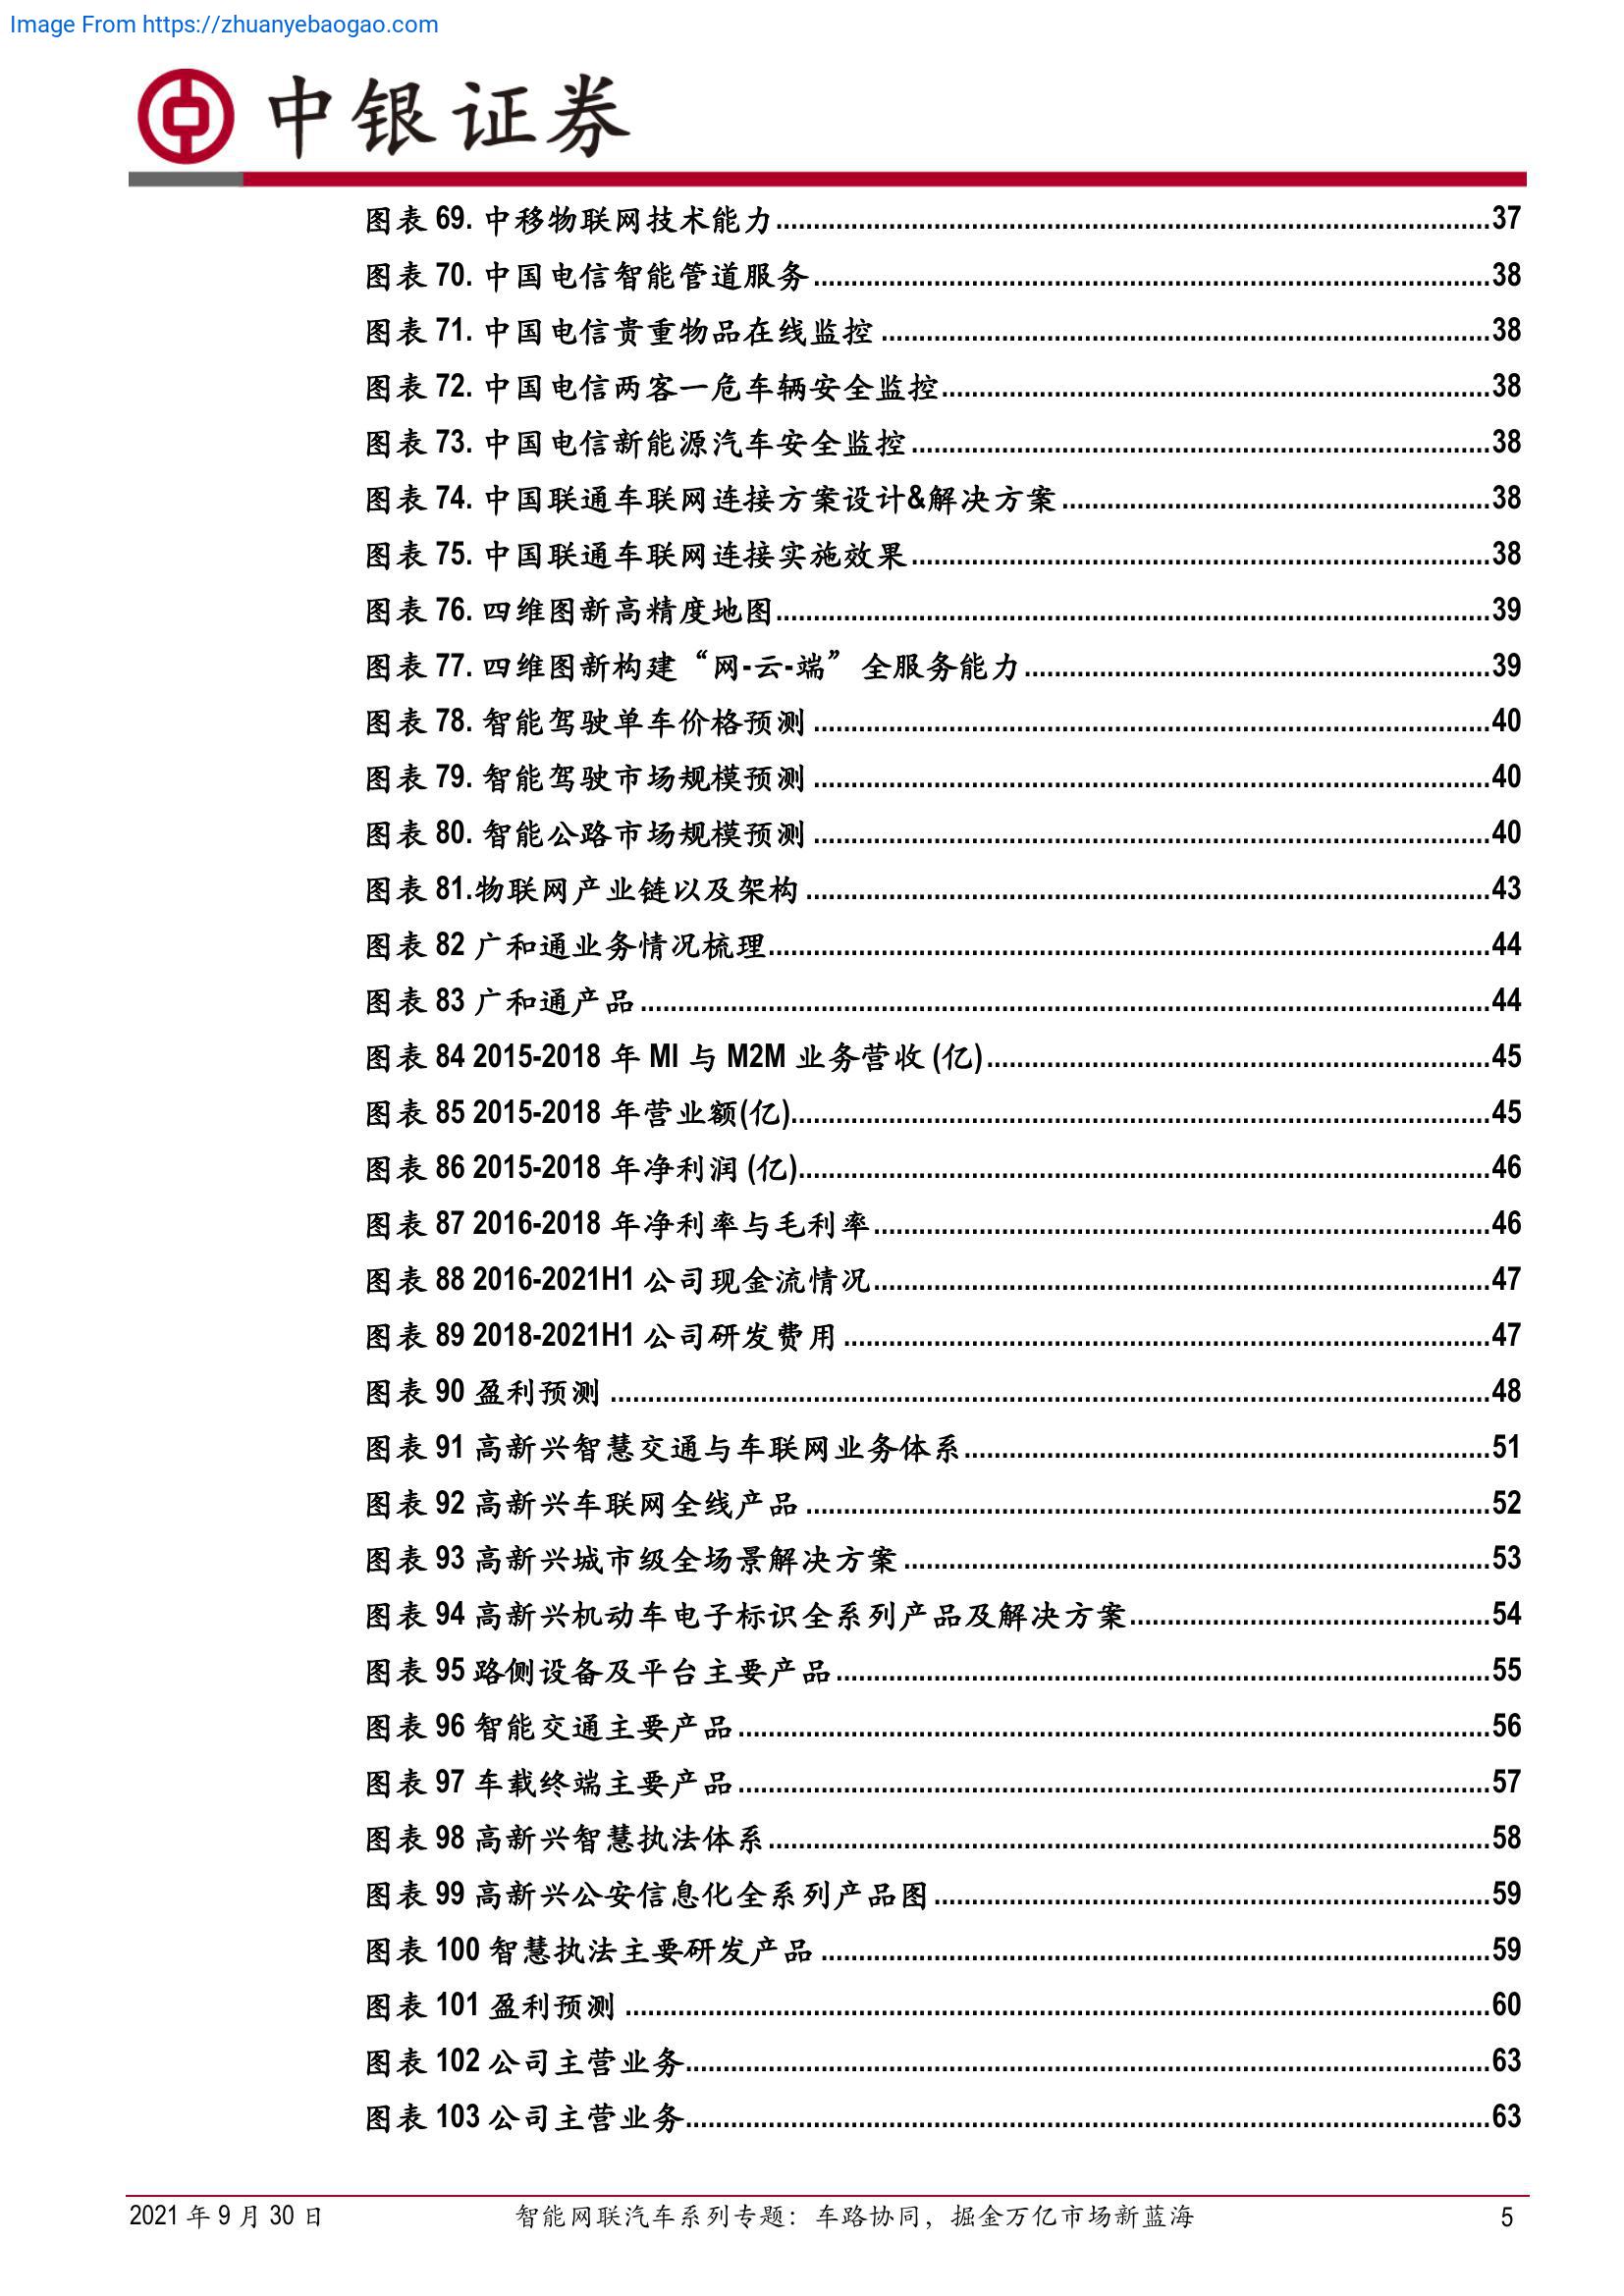 Image From https://zhuanyebaogao.com
中银证券
图表 69. 中移物联网技术能力 37
图表 70. 中国电信智能管道服务 38
图表 71. 中国电信贵重物品在线监控 38
图表 72. 中国电信两客一危车辆安全监控 38
图表 73. 中国电信新能源汽车安全监控 38
图表 74. 中国联通车联网连接方案设计&解决方案 38
图表 75. 中国联通车联网连接实施效果 38
图表 76. 四维图新高精度地图 39
图表 77. 四维图新构建“网-云-端”全服务能力 39
图表 78. 智能驾驶单车价格预测 40
图表 79. 智能驾驶市场规模预测 40
图表 80. 智能公路市场规模预测 40
图表 81.物联网产业链以及架构 43
图表 82 广和通业务情况梳理 44
图表 83 广和通产品 44
图表 84 2015-2018 年 MI 与 M2M 业务营收 (亿) 45
图表 85 2015-2018 年营业额(亿) 45
图表 86 2015-2018 年净利润 (亿) 46
图表 87 2016-2018 年净利率与毛利率 46
图表 88 2016-2021H1 公司现金流情况 47
图表 89 2018-2021H1 公司研发费用 47
图表 90 盈利预测 48
图表 91 高新兴智慧交通与车联网业务体系 51
图表 92 高新兴车联网全线产品 52
图表 93 高新兴城市级全场景解决方案 53
图表 94 高新兴机动车电子标识全系列产品及解决方案 54
图表 95 路侧设备及平台主要产品 55
图表 96 智能交通主要产品 56
图表 97 车载终端主要产品 57
图表 98 高新兴智慧执法体系 58
图表 99 高新兴公安信息化全系列产品图 59
图表 100 智慧执法主要研发产品 59
图表 101 盈利预测 60
图表 102 公司主营业务 63
图表 103 公司主营业务 63
2021 年 9 月 30 日 智能网联汽车系列专题：车路协同，掘金万亿市场新蓝海 5